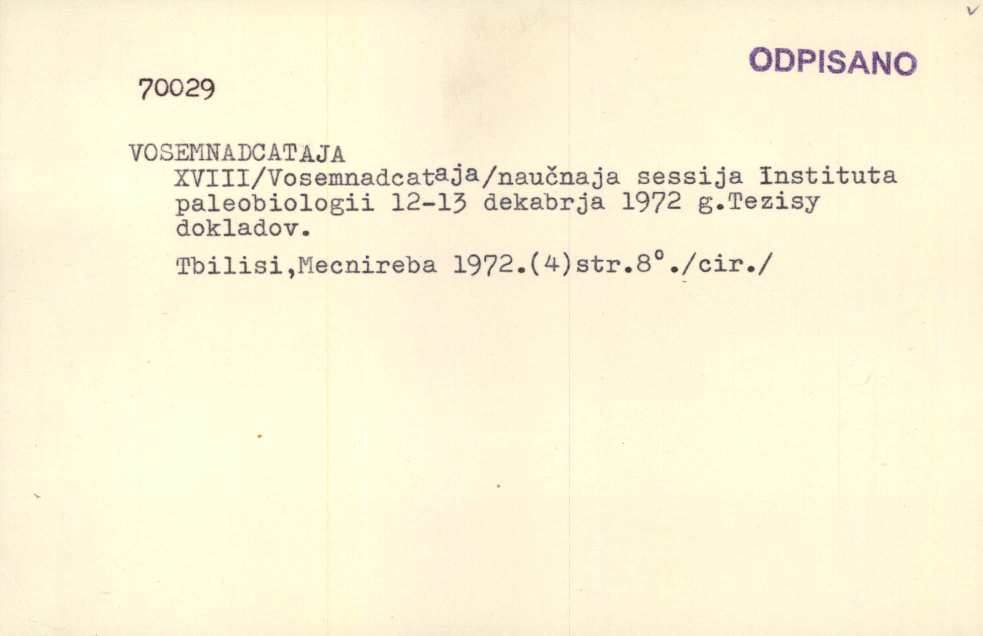 ODPISANO
70029
VOSEMNADCATAJA
XVIII/Vosemnadcataja/naučnaja sessija Instituta
paleobiologii 12-13 dekabrja 1972 g.Tezisy
dokladov.
Tbilisi,Mecnireba 1972.(4)str.8°./cir./